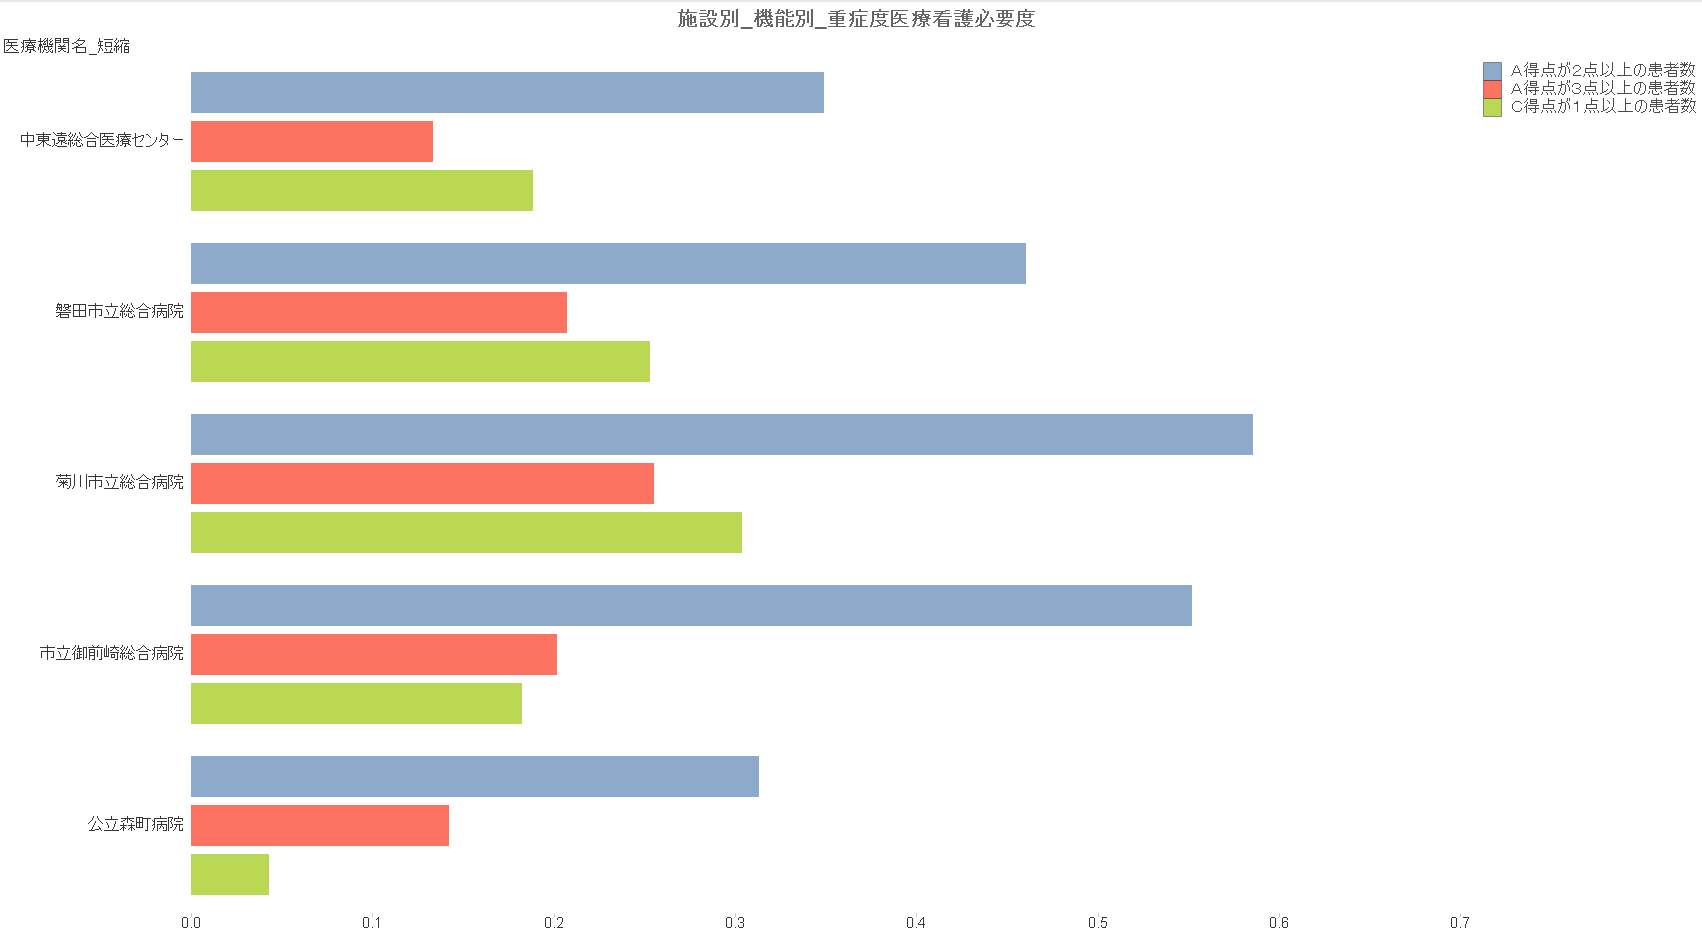 施設別_機能別_重症度医療看護必要度
医療機関名_短縮
A得点が2点以上の患者数
A得点が3点以上の患者数
C得点が1点以上の患者数
中東遠総合医療センター
磐田市立総合病院
菊川市立総合病院
市立御前崎総合病院
公立森町病院
0.0 0.1 0.2 0.3 0.4 0.5 0.6 0.7